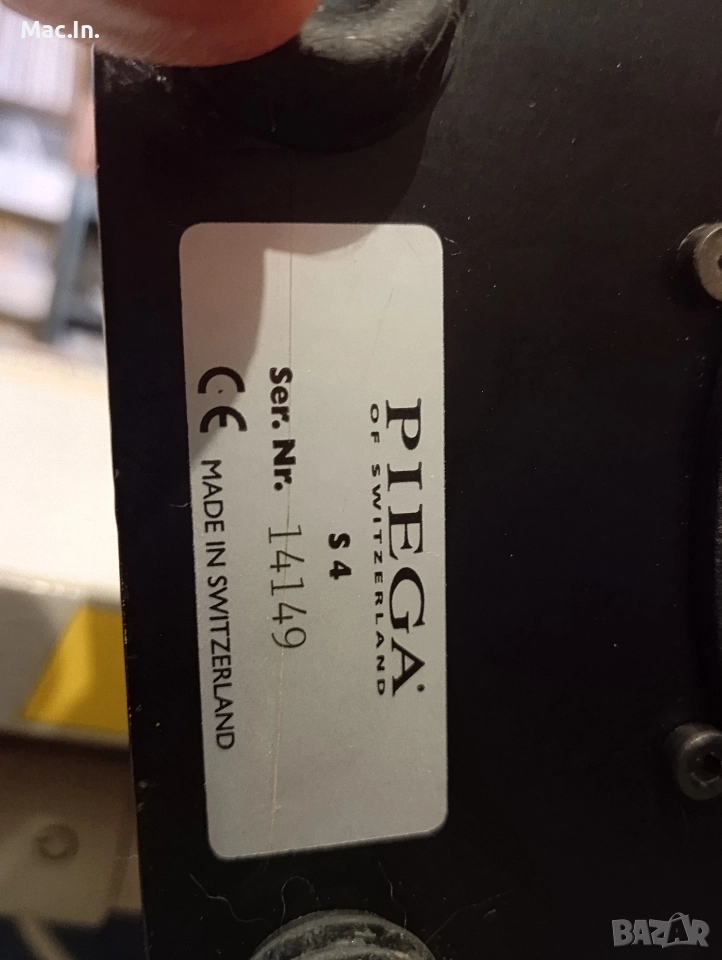 Mac.In.
PIEGA
OF SWITZERLAND
S 4
Ser. Nr. 14149
CE MADE IN SWITZERLAND
BAZAR